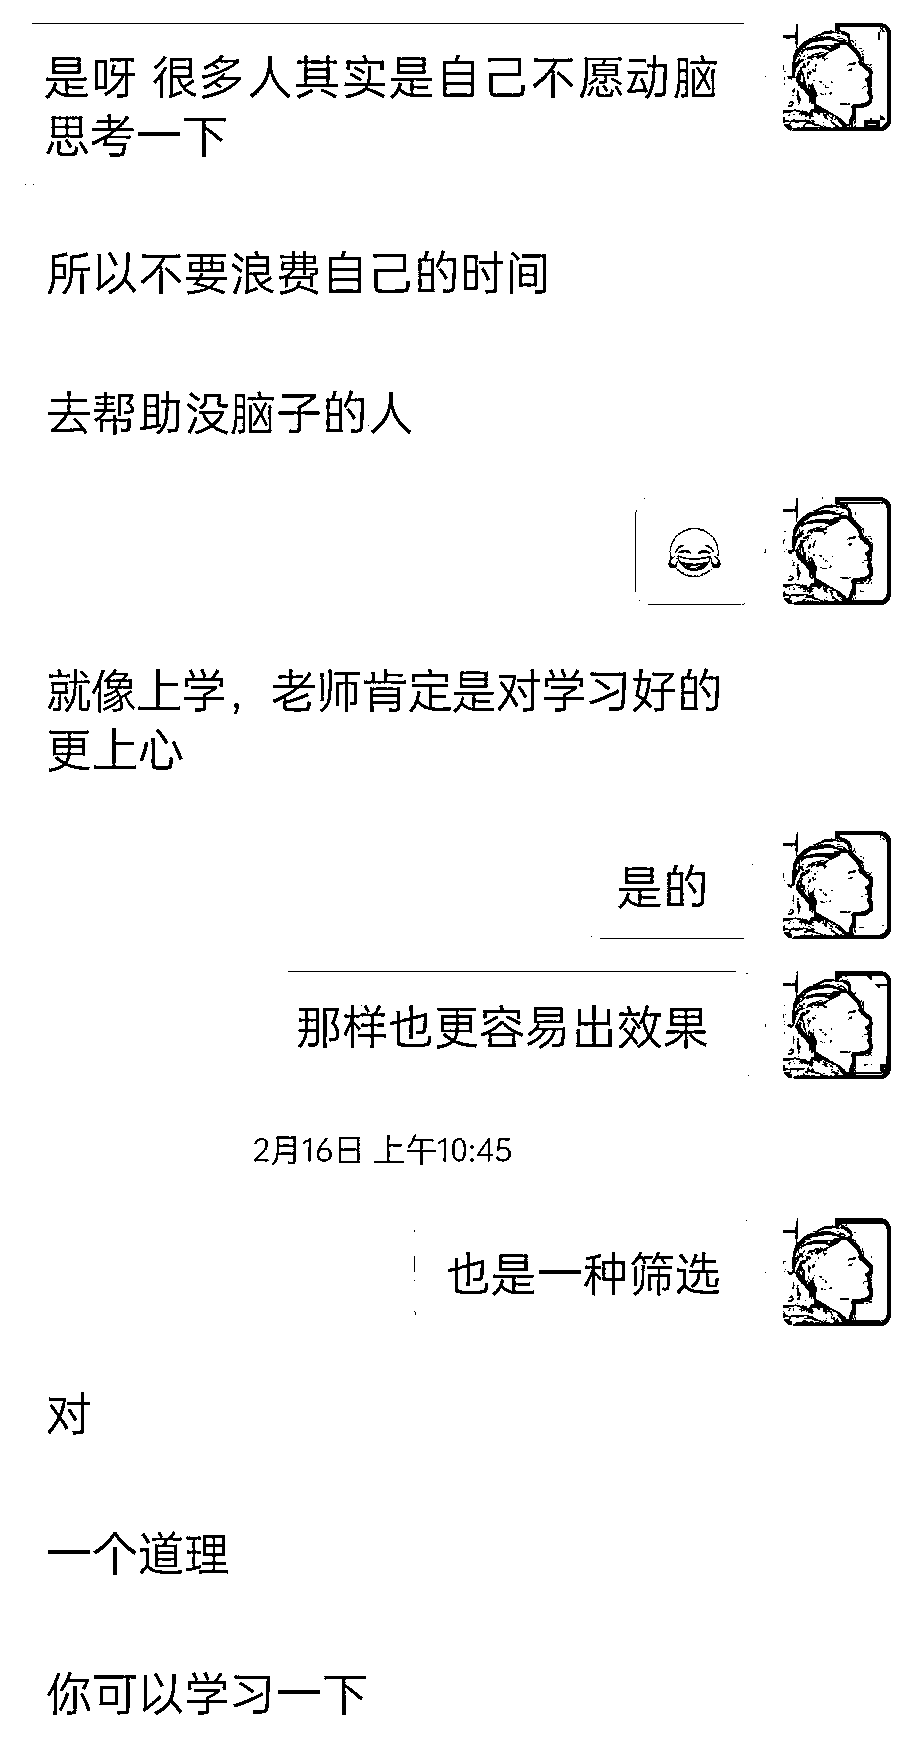 是呀 很多人其实是自己不愿动脑
思考一下
所以不要浪费自己的时间
去帮助没脑子的人
😂
就像上学，老师肯定是对学习好的
更上心
是的
那样也更容易出效果
2月16日 上午10:45
也是一种筛选
对
一个道理
你可以学习一下